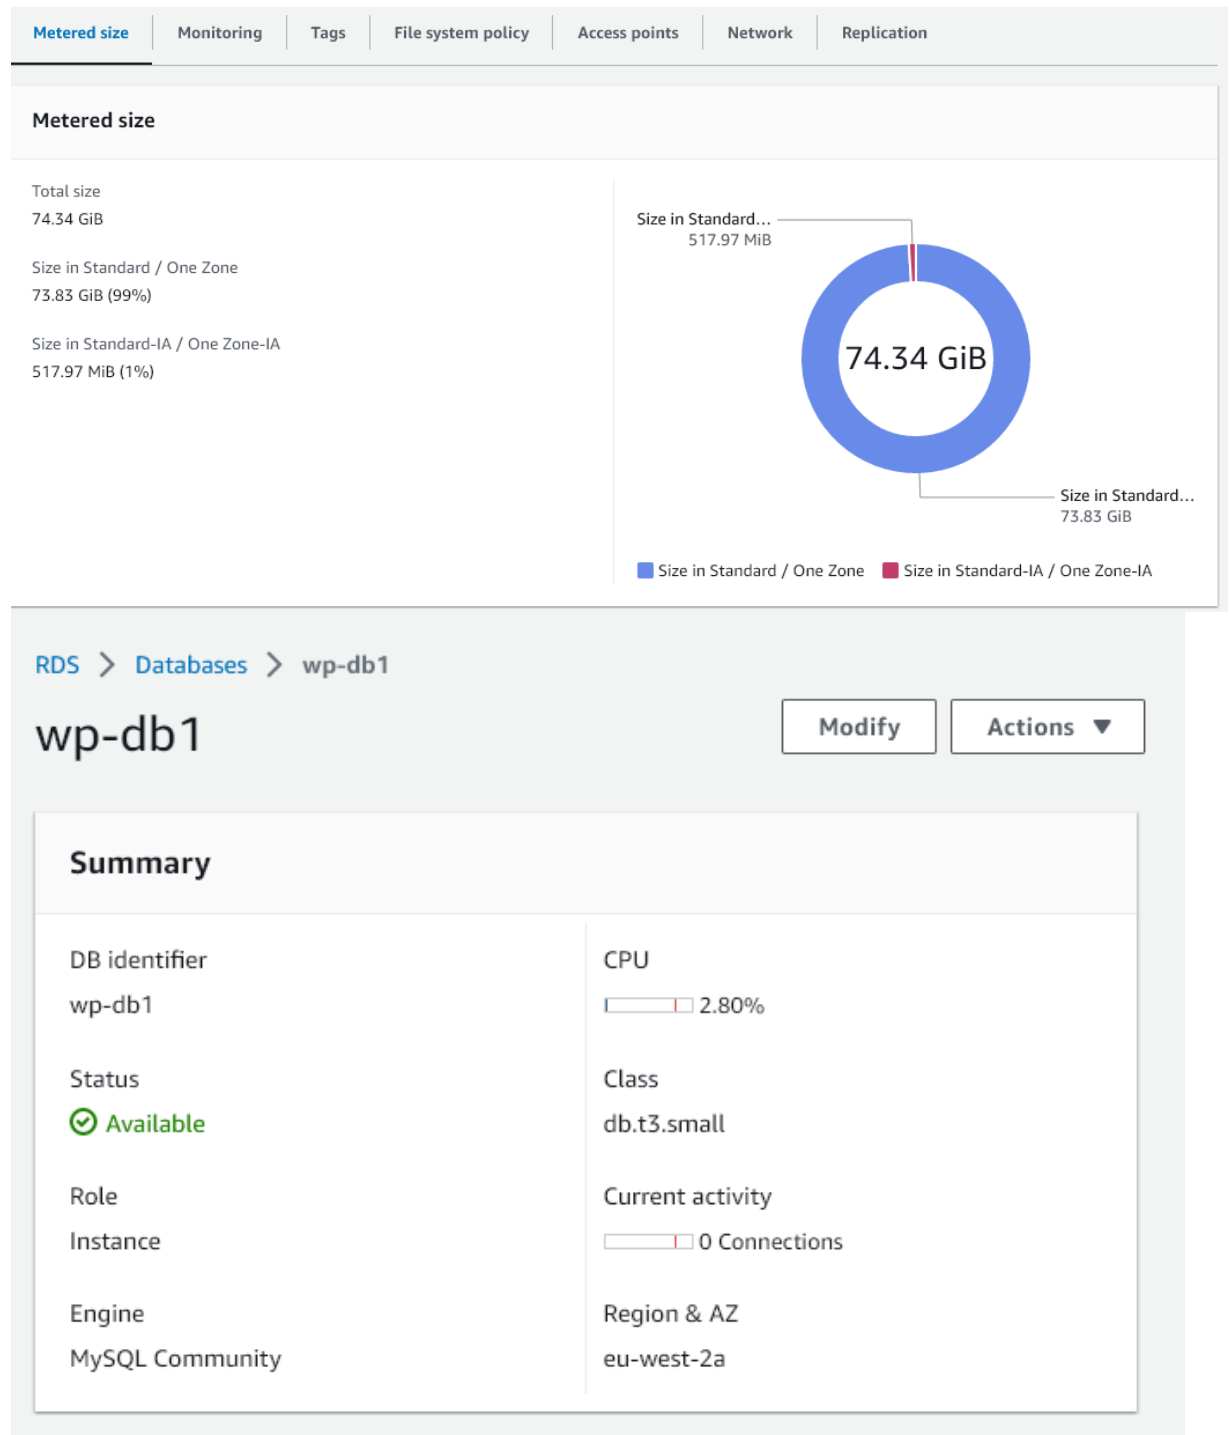 Metered size Monitoring Tags File system policy Access points Network Replication
Metered size
Total size
74.34 GiB
Size in Standard / One Zone
73.83 GiB (99%)
Size in Standard-IA / One Zone-IA
517.97 MiB (1%)
Size in Standard...
517.97 MiB
74.34 GiB
Size in Standard...
73.83 GiB
Size in Standard / One Zone Size in Standard-IA / One Zone-IA
RDS > Databases > wp-db1
wp-db1
Modify Actions ▼
Summary
DB identifier
wp-db1
CPU
2.80%
Status
Available
Class
db.t3.small
Role
Instance
Current activity
0 Connections
Engine
MySQL Community
Region & AZ
eu-west-2a